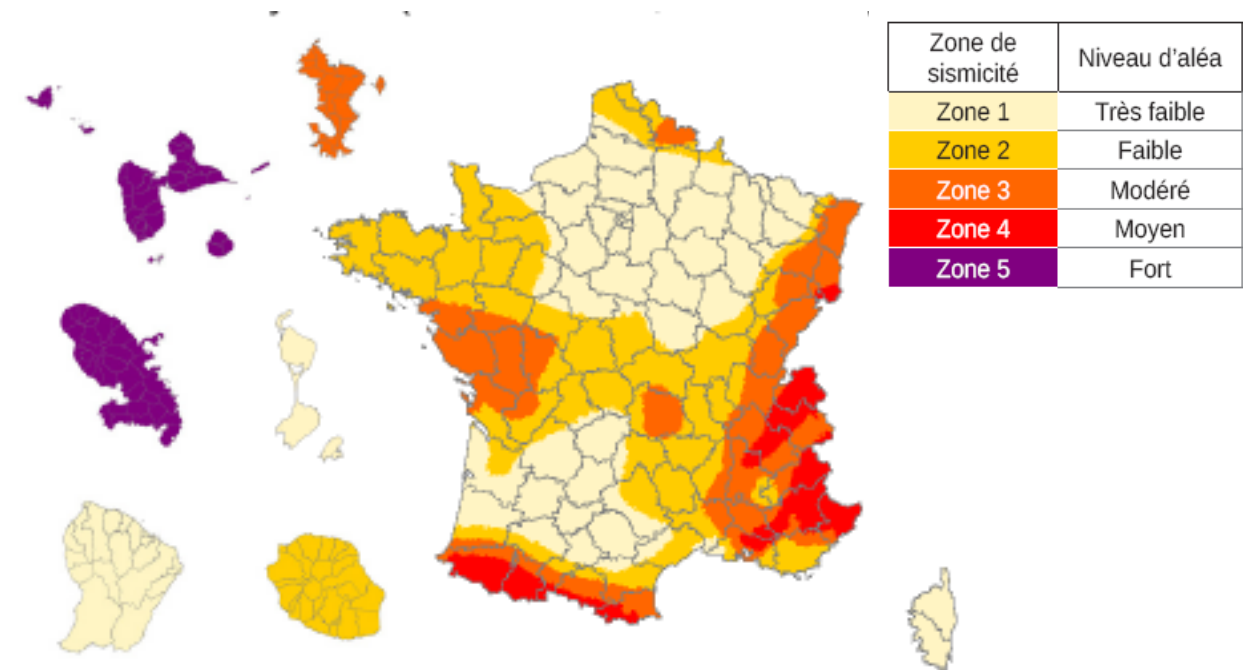 Zone de
sismicité
Niveau d’aléa
Zone 1 Très faible
Zone 2 Faible
Zone 3 Modéré
Zone 4 Moyen
Zone 5 Fort